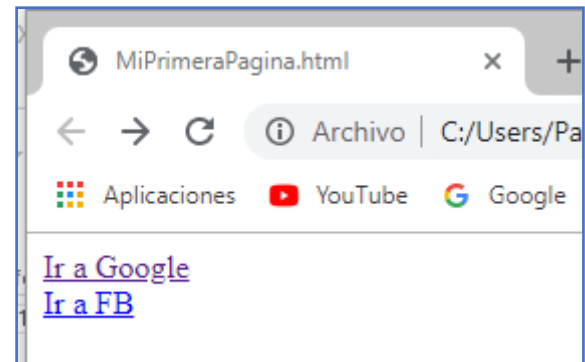 MiPrimeraPagina.html
Archivo | C:/Users/Pa
Aplicaciones YouTube G Google
Ir a Google
Ir a FB